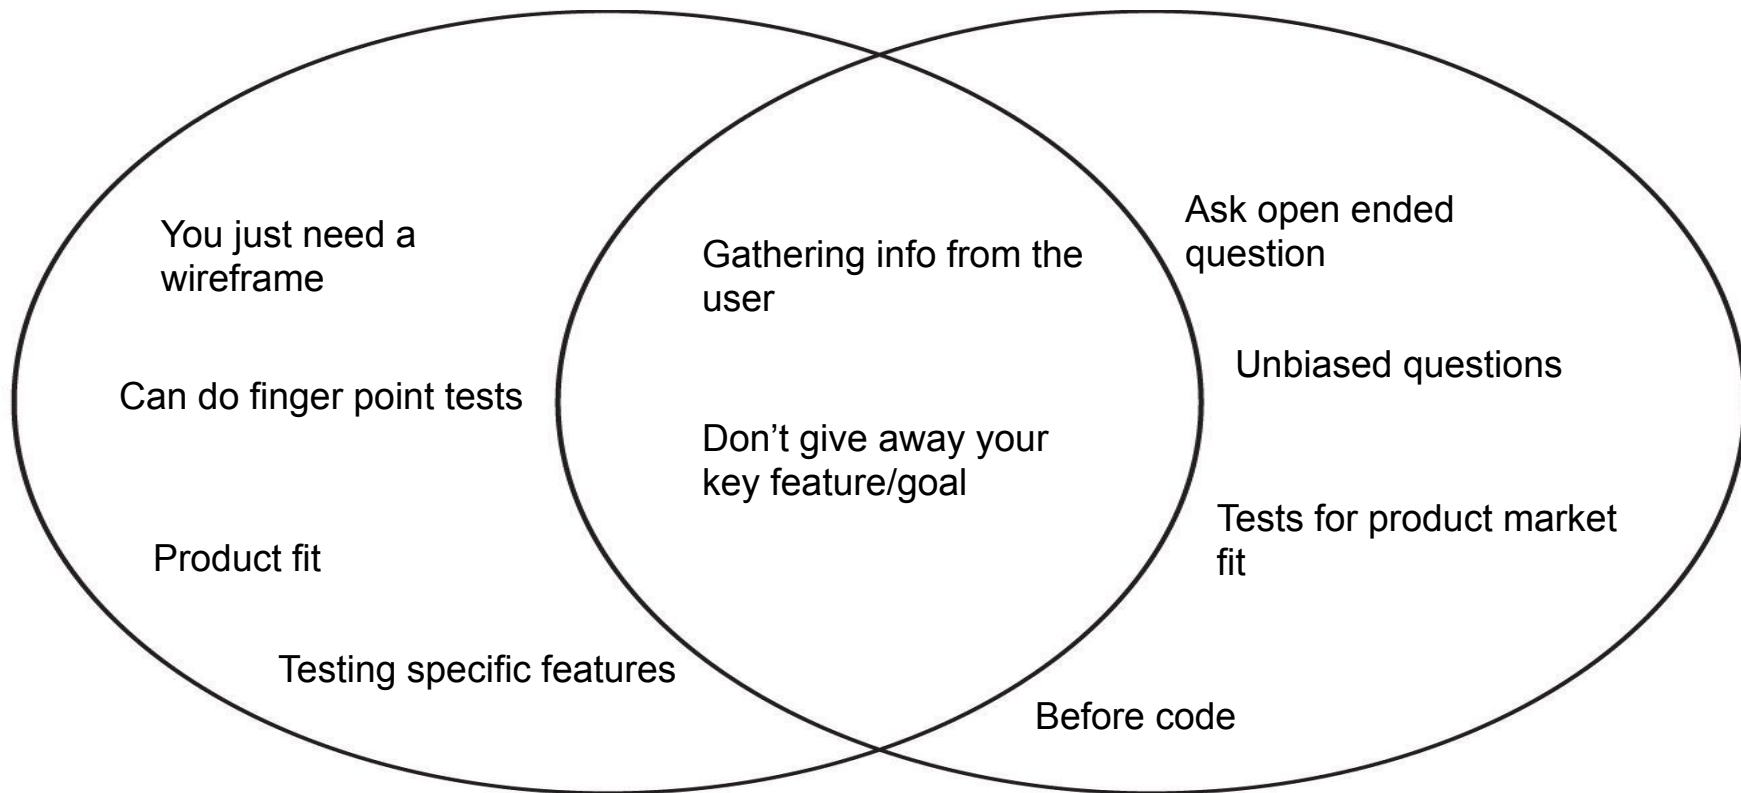 You just need a
wireframe
Can do finger point tests
Product fit
Testing specific features
Gathering info from the
user
Don’t give away your
key feature/goal
Ask open ended
question
Unbiased questions
Tests for product market
fit
Before code